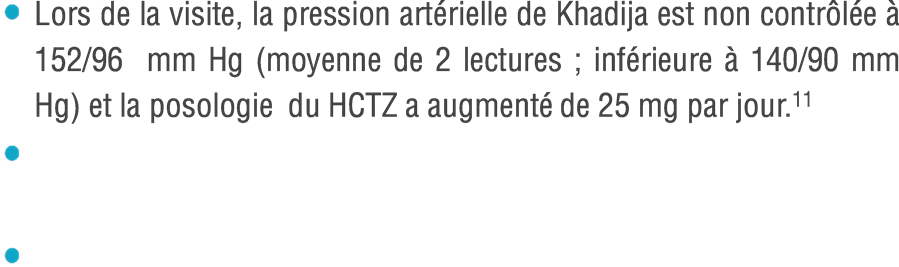 • Lors de la visite, la pression artérielle de Khadija est non contrôlée à
152/96 mm Hg (moyenne de 2 lectures ; inférieure à 140/90 mm
Hg) et la posologie du HCTZ a augmenté de 25 mg par jour.¹¹
•
•